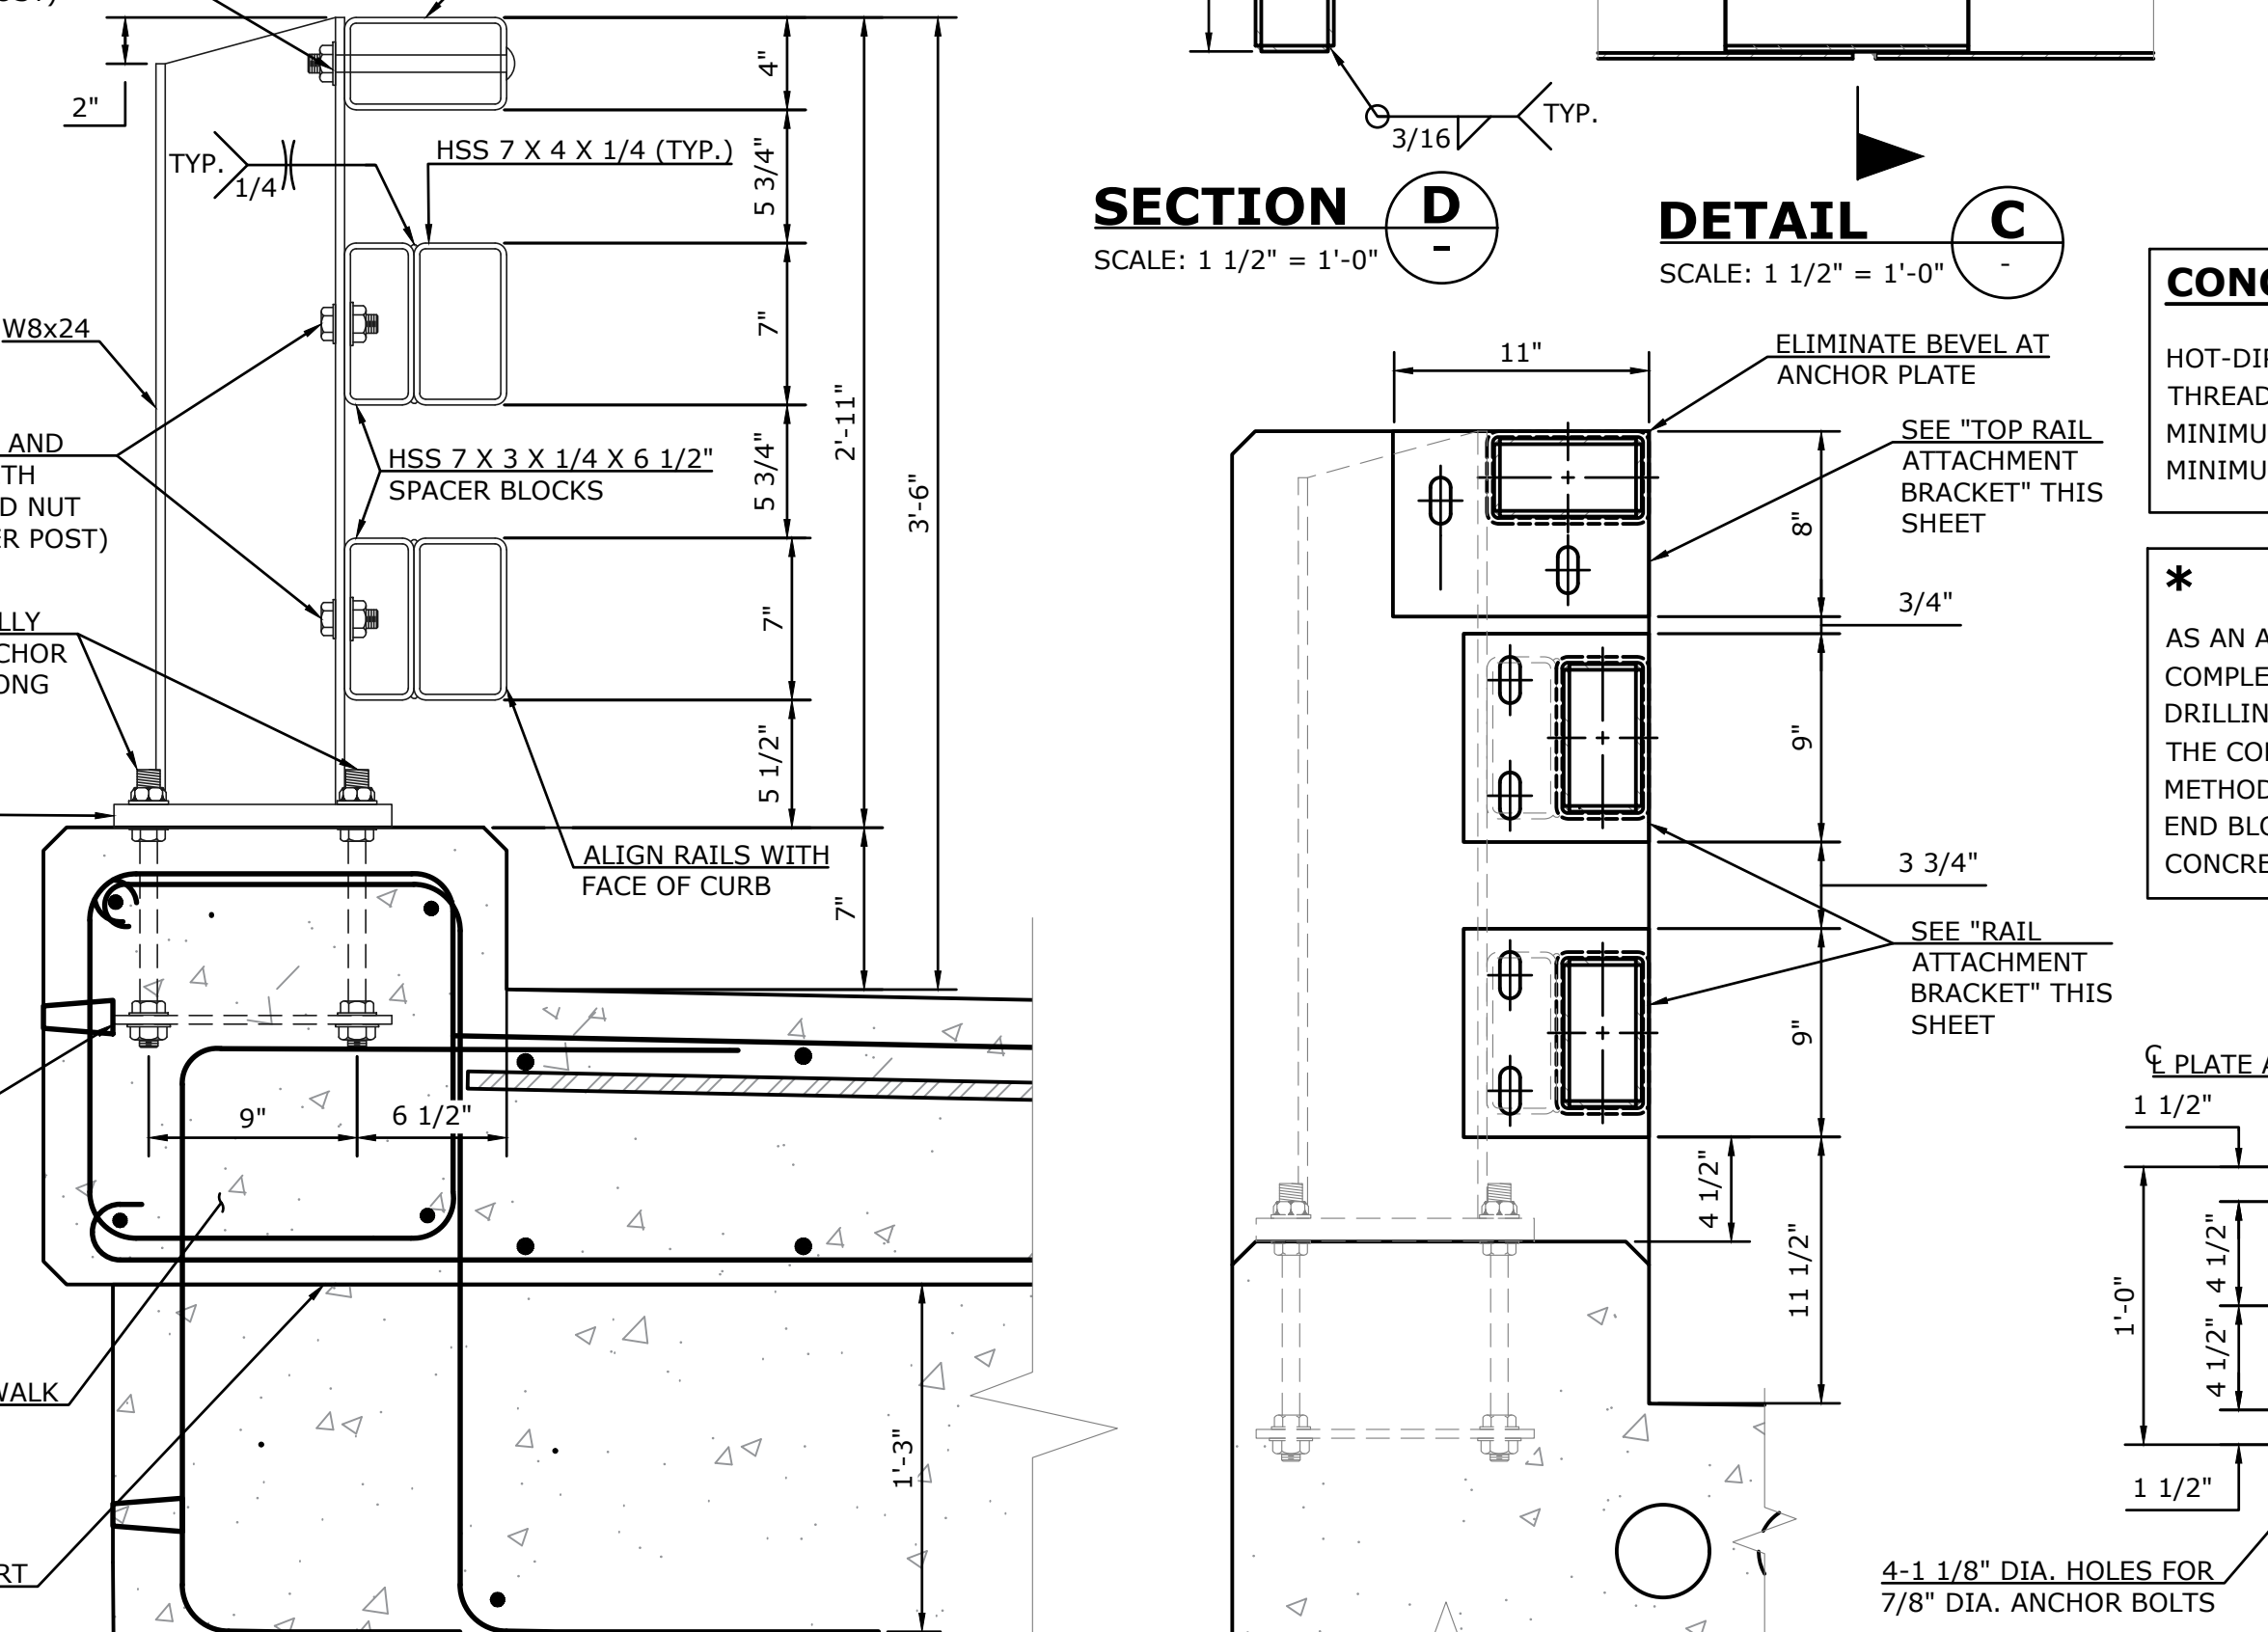 2"
TYP.
1/4
HSS 7 X 4 X 1/4 (TYP.)
W8x24
AND
TH
D NUT
ER POST)
HSS 7 X 3 X 1/4 X 6 1/2"
SPACER BLOCKS
LLY
CHOR
ONG
4"
5 3/4"
7"
5 3/4"
7"
5 1/2"
2'-11"
7"
3'-6"
ALIGN RAILS WITH
FACE OF CURB
9"
6 1/2"
WALK
RT
1'-3"
3/16
TYP.
SECTION
D
-
SCALE: 1 1/2" = 1'-0"
DETAIL
C
-
SCALE: 1 1/2" = 1'-0"
11"
ELIMINATE BEVEL AT
ANCHOR PLATE
SEE "TOP RAIL
ATTACHMENT
BRACKET" THIS
SHEET
8"
3/4"
9"
3 3/4"
9"
SEE "RAIL
ATTACHMENT
BRACKET" THIS
SHEET
4 1/2"
11 1/2"
CONC
HOT-DIP
THREAD
MINIMU
MINIMU
*
AS AN A
COMPLE
DRILLIN
THE CO
METHOD
END BLO
CONCRE
℄ PLATE A
1 1/2"
1'-0"
4 1/2"
4 1/2"
1 1/2"
4-1 1/8" DIA. HOLES FOR
7/8" DIA. ANCHOR BOLTS